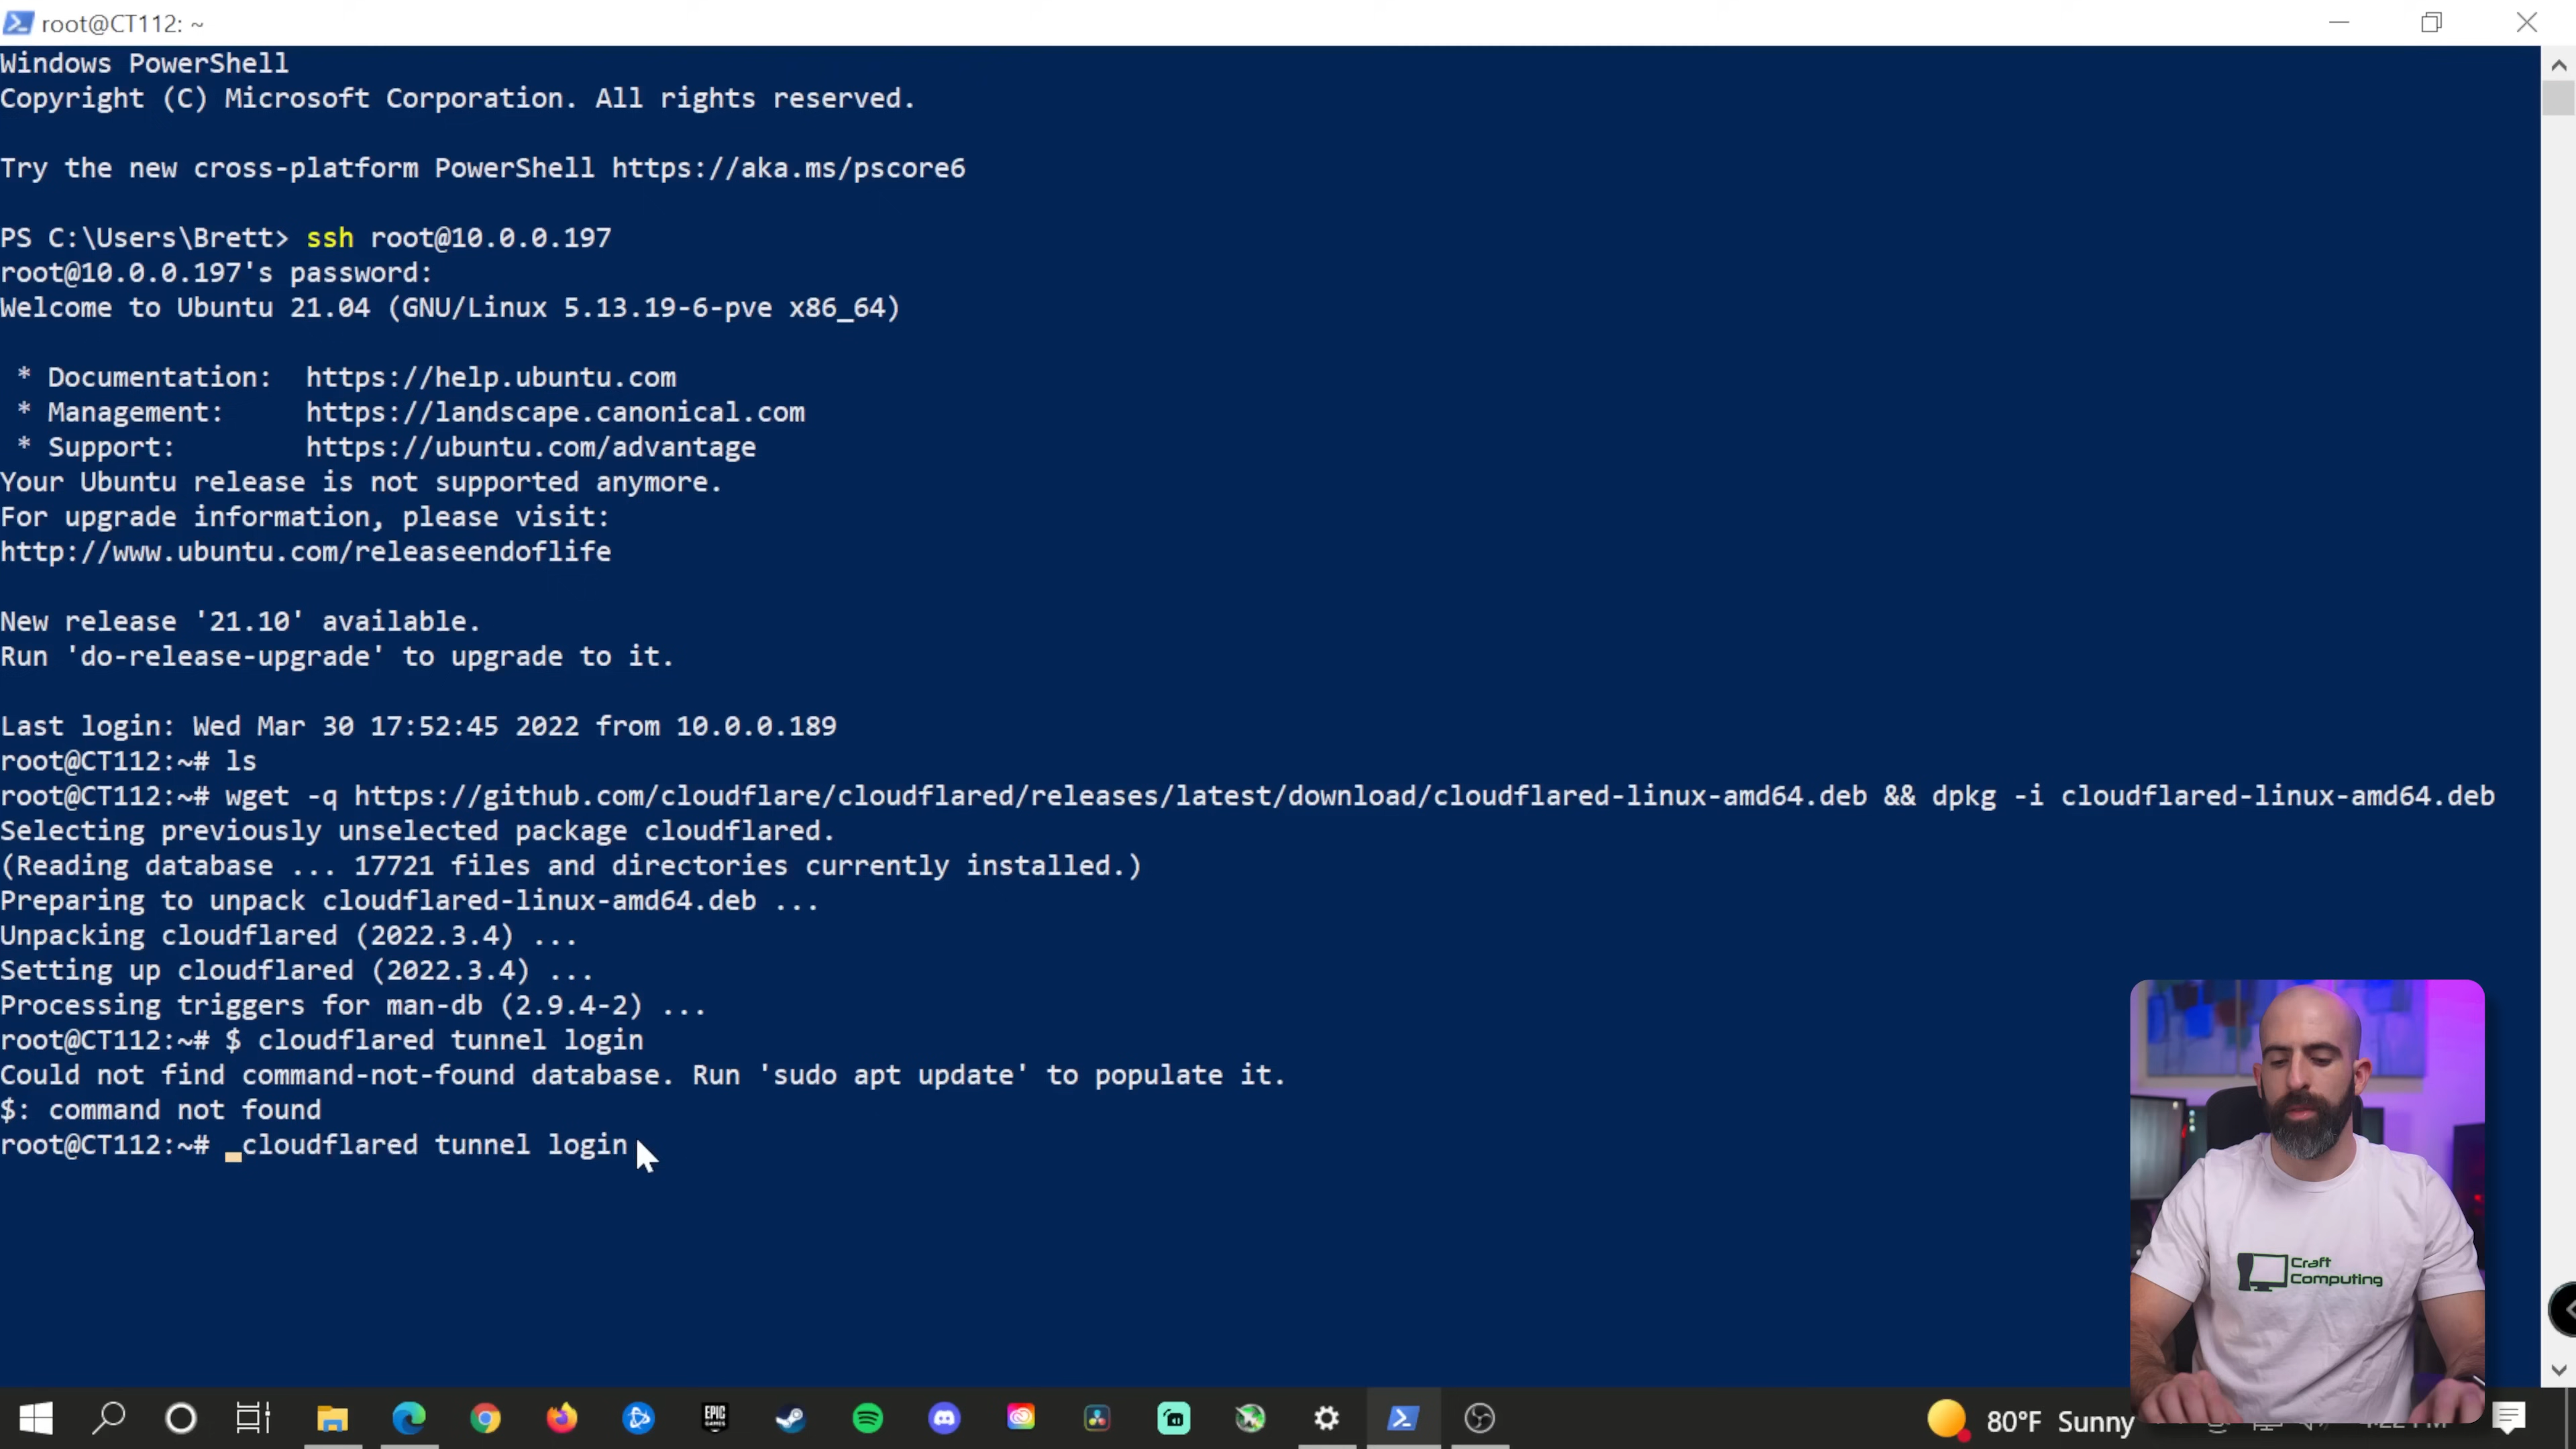 root@CT112: ~
Windows PowerShell
Copyright (C) Microsoft Corporation. All rights reserved.
Try the new cross-platform PowerShell https://aka.ms/pscore6
PS C:\Users\Brett> ssh root@10.0.0.197
root@10.0.0.197's password:
Welcome to Ubuntu 21.04 (GNU/Linux 5.13.19-6-pve x86_64)
* Documentation:  https://help.ubuntu.com
* Management:     https://landscape.canonical.com
* Support:        https://ubuntu.com/advantage
Your Ubuntu release is not supported anymore.
For upgrade information, please visit:
http://www.ubuntu.com/releaseendoflife
New release '21.10' available.
Run 'do-release-upgrade' to upgrade to it.
Last login: Wed Mar 30 17:52:45 2022 from 10.0.0.189
root@CT112:~# ls
root@CT112:~# wget -q https://github.com/cloudflare/cloudflared/releases/latest/download/cloudflared-linux-amd64.deb && dpkg -i cloudflared-linux-amd64.deb
Selecting previously unselected package cloudflared.
(Reading database ... 17721 files and directories currently installed.)
Preparing to unpack cloudflared-linux-amd64.deb ...
Unpacking cloudflared (2022.3.4) ...
Setting up cloudflared (2022.3.4) ...
Processing triggers for man-db (2.9.4-2) ...
root@CT112:~# $ cloudflared tunnel login
Could not find command-not-found database. Run 'sudo apt update' to populate it.
$: command not found
root@CT112:~# cloudflared tunnel login
Craft
Computing
EPIC
GAMES
80°F Sunny